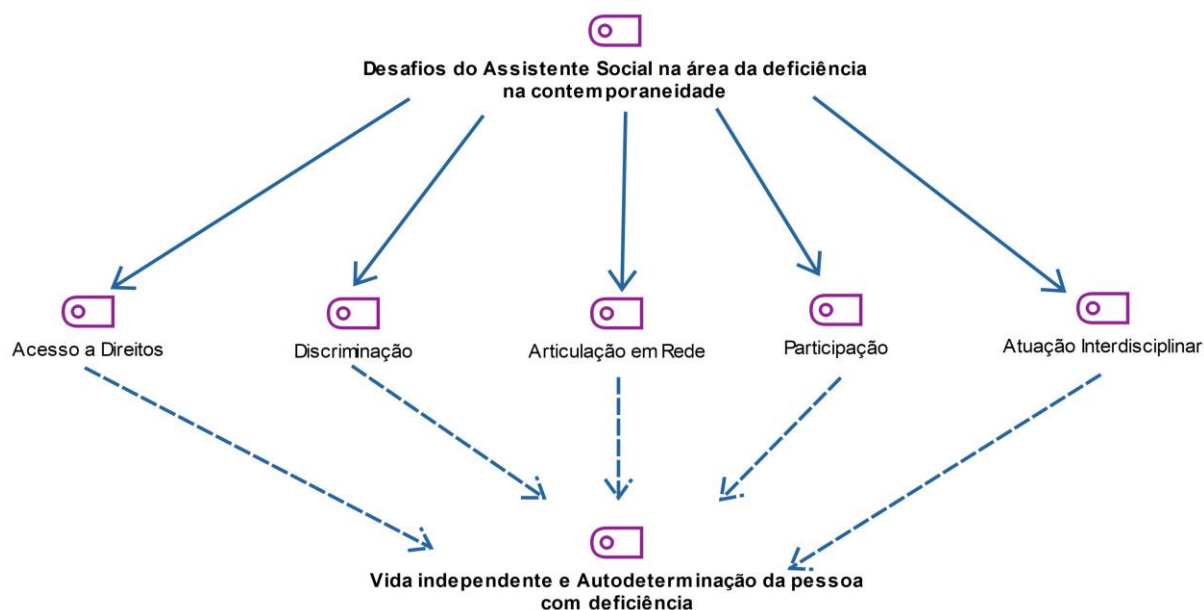 Desafios do Assistente Social na área da deficiência
na contemporaneidade
Acesso a Direitos
Discriminação
Articulação em Rede
Participação
Atuação Interdisciplinar
Vida independente e Autodeterminação da pessoa
com deficiência